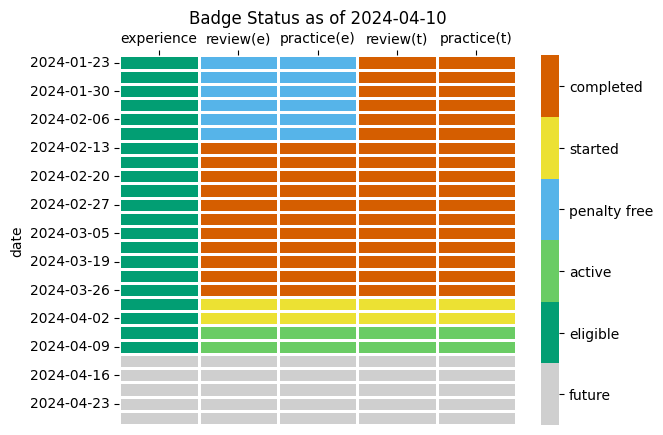 Badge Status as of 2024-04-10
experience review(e) practice(e) review(t) practice(t)
date
2024-01-23
2024-01-30
2024-02-06
2024-02-13
2024-02-20
2024-02-27
2024-03-05
2024-03-19
2024-03-26
2024-04-02
2024-04-09
2024-04-16
2024-04-23
completed
started
penalty free
active
eligible
future